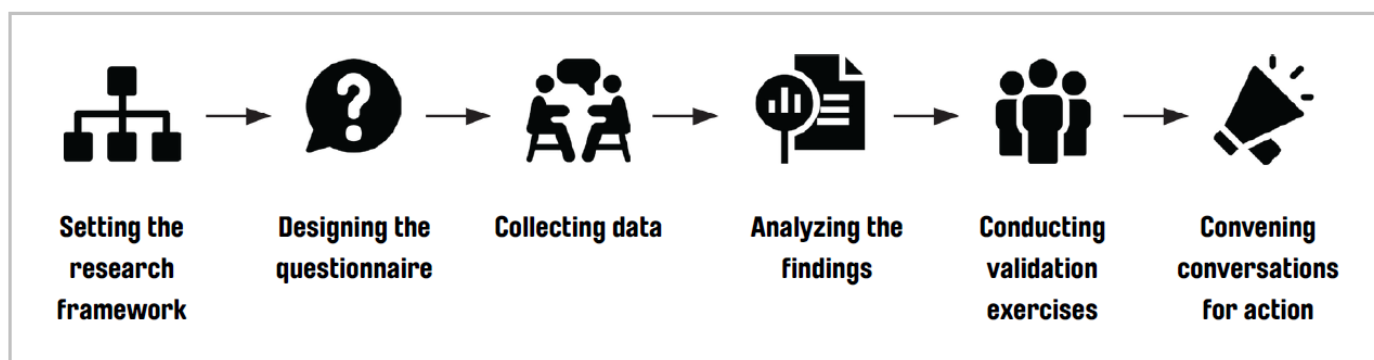 Setting the
research
framework
Designing the
questionnaire
Collecting data
Analyzing the
findings
Conducting
validation
exercises
Convening
conversations
for action